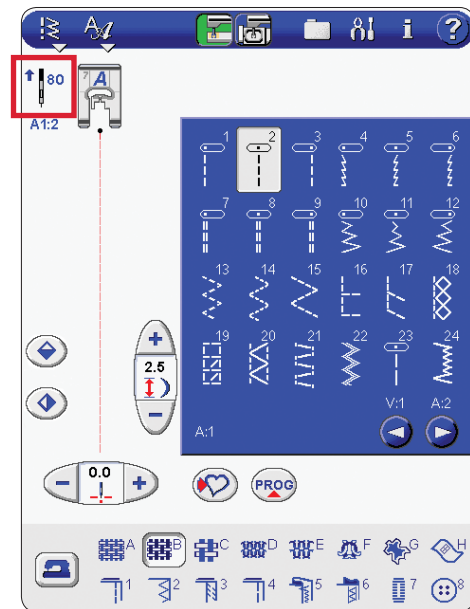 A A i ?
80 7 A
A1:2
1 2 3 4 5 6
7 8 9 10 11 12
13 14 15 16 17 18
19 20 21 22 23 24
+
2.5
−
V:1 A:2
A:1
− 0.0 +
PROG
A B C D E F G H
1 2 3 4 5 6 7 8